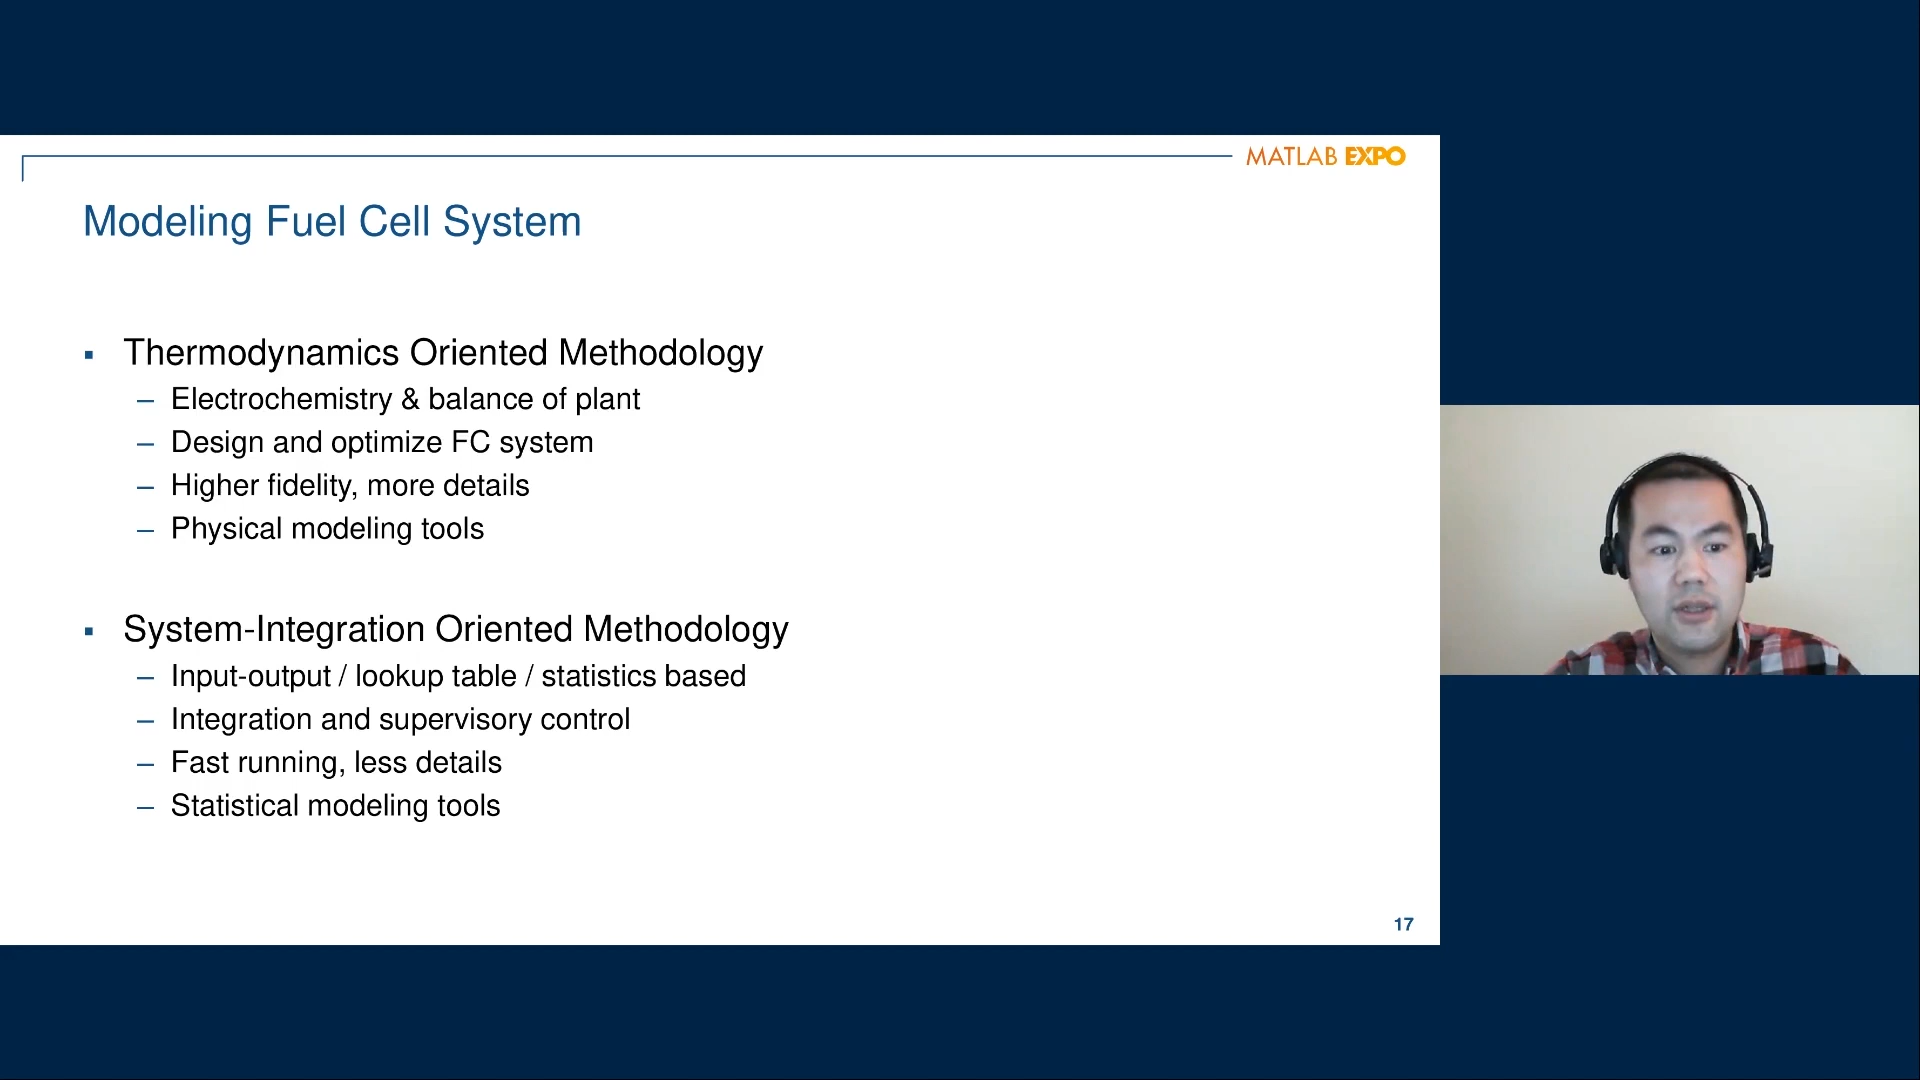 MATLAB EXPO
Modeling Fuel Cell System
▪ Thermodynamics Oriented Methodology
– Electrochemistry & balance of plant
– Design and optimize FC system
– Higher fidelity, more details
– Physical modeling tools
▪ System-Integration Oriented Methodology
– Input-output / lookup table / statistics based
– Integration and supervisory control
– Fast running, less details
– Statistical modeling tools
17